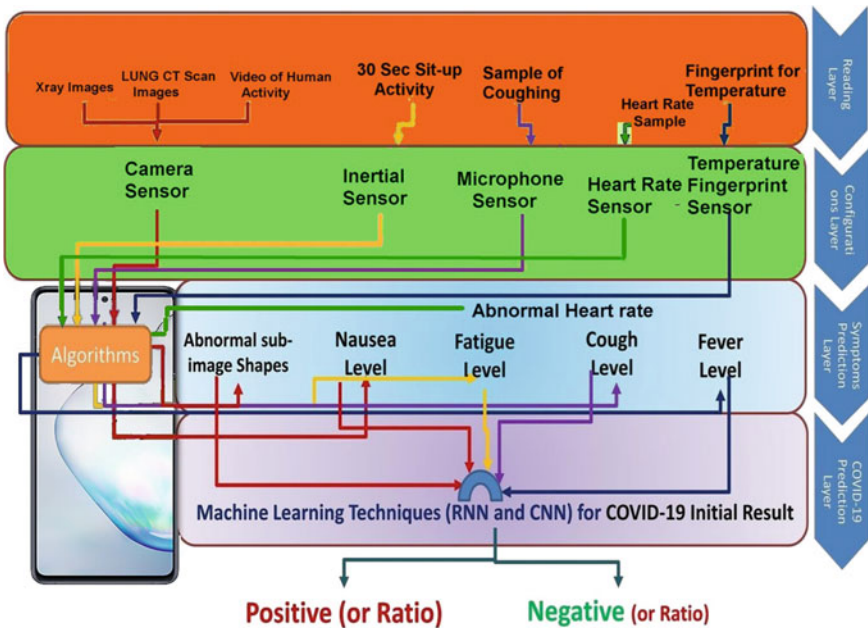 Xray Images
LUNG CT Scan
Images
Video of Human
Activity
30 Sec Sit-up
Activity
Sample of
Coughing
Heart Rate
Sample
Fingerprint for
Temperature
Reading
Layer
Camera
Sensor
Inertial
Sensor
Microphone
Sensor
Heart Rate
Sensor
Temperature
Fingerprint
Sensor
Configurati
ons Layer
Algorithms
Abnormal Heart rate
Abnormal sub-
image Shapes
Nausea
Level
Fatigue
Level
Cough
Level
Fever
Level
Symptoms
Prediction
Layer
Machine Learning Techniques (RNN and CNN) for COVID-19 Initial Result
COVID-19
Prediction
Layer
Positive (or Ratio)
Negative (or Ratio)